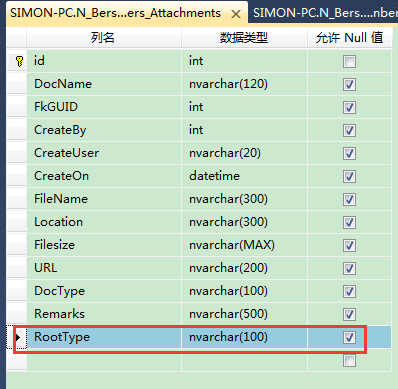 SIMON-PC.N_Bers...ers_Attachments
SIMON-PC.N_Bers....nber
列名 数据类型 允许 Null 值
id int
DocName nvarchar(120)
FkGUID int
CreateBy int
CreateUser nvarchar(20)
CreateOn datetime
FileName nvarchar(300)
Location nvarchar(300)
Filesize nvarchar(MAX)
URL nvarchar(200)
DocType nvarchar(100)
Remarks nvarchar(500)
RootType nvarchar(100)